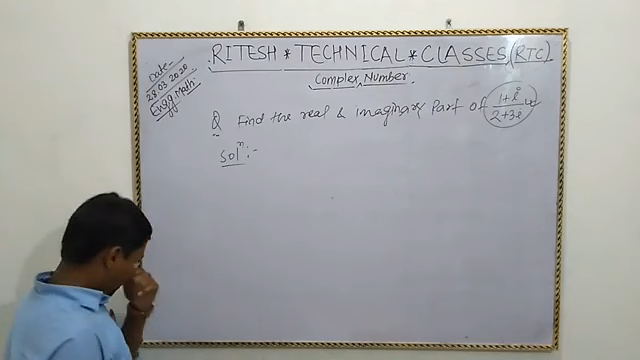 RITESH * TECHNICAL * CLASSES, (RTC)
Complex Number
Date-
28.03.2020
Engg. Math
Q Find the real & imaginary Part of 1+i/2+3i
Solⁿ:-